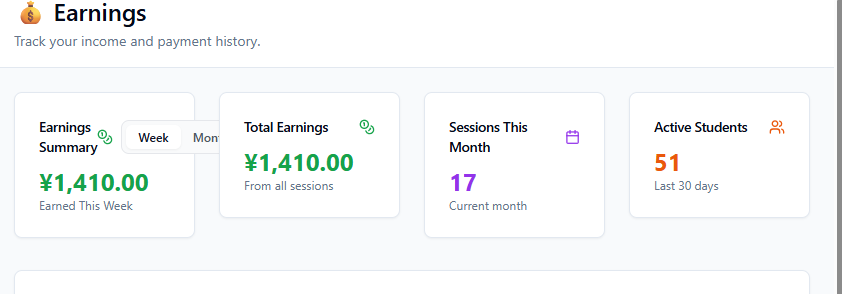 Earnings
Track your income and payment history.
Earnings
Summary
Week
Mont
¥1,410.00
Earned This Week
Total Earnings
¥1,410.00
From all sessions
Sessions This
Month
17
Current month
Active Students
51
Last 30 days